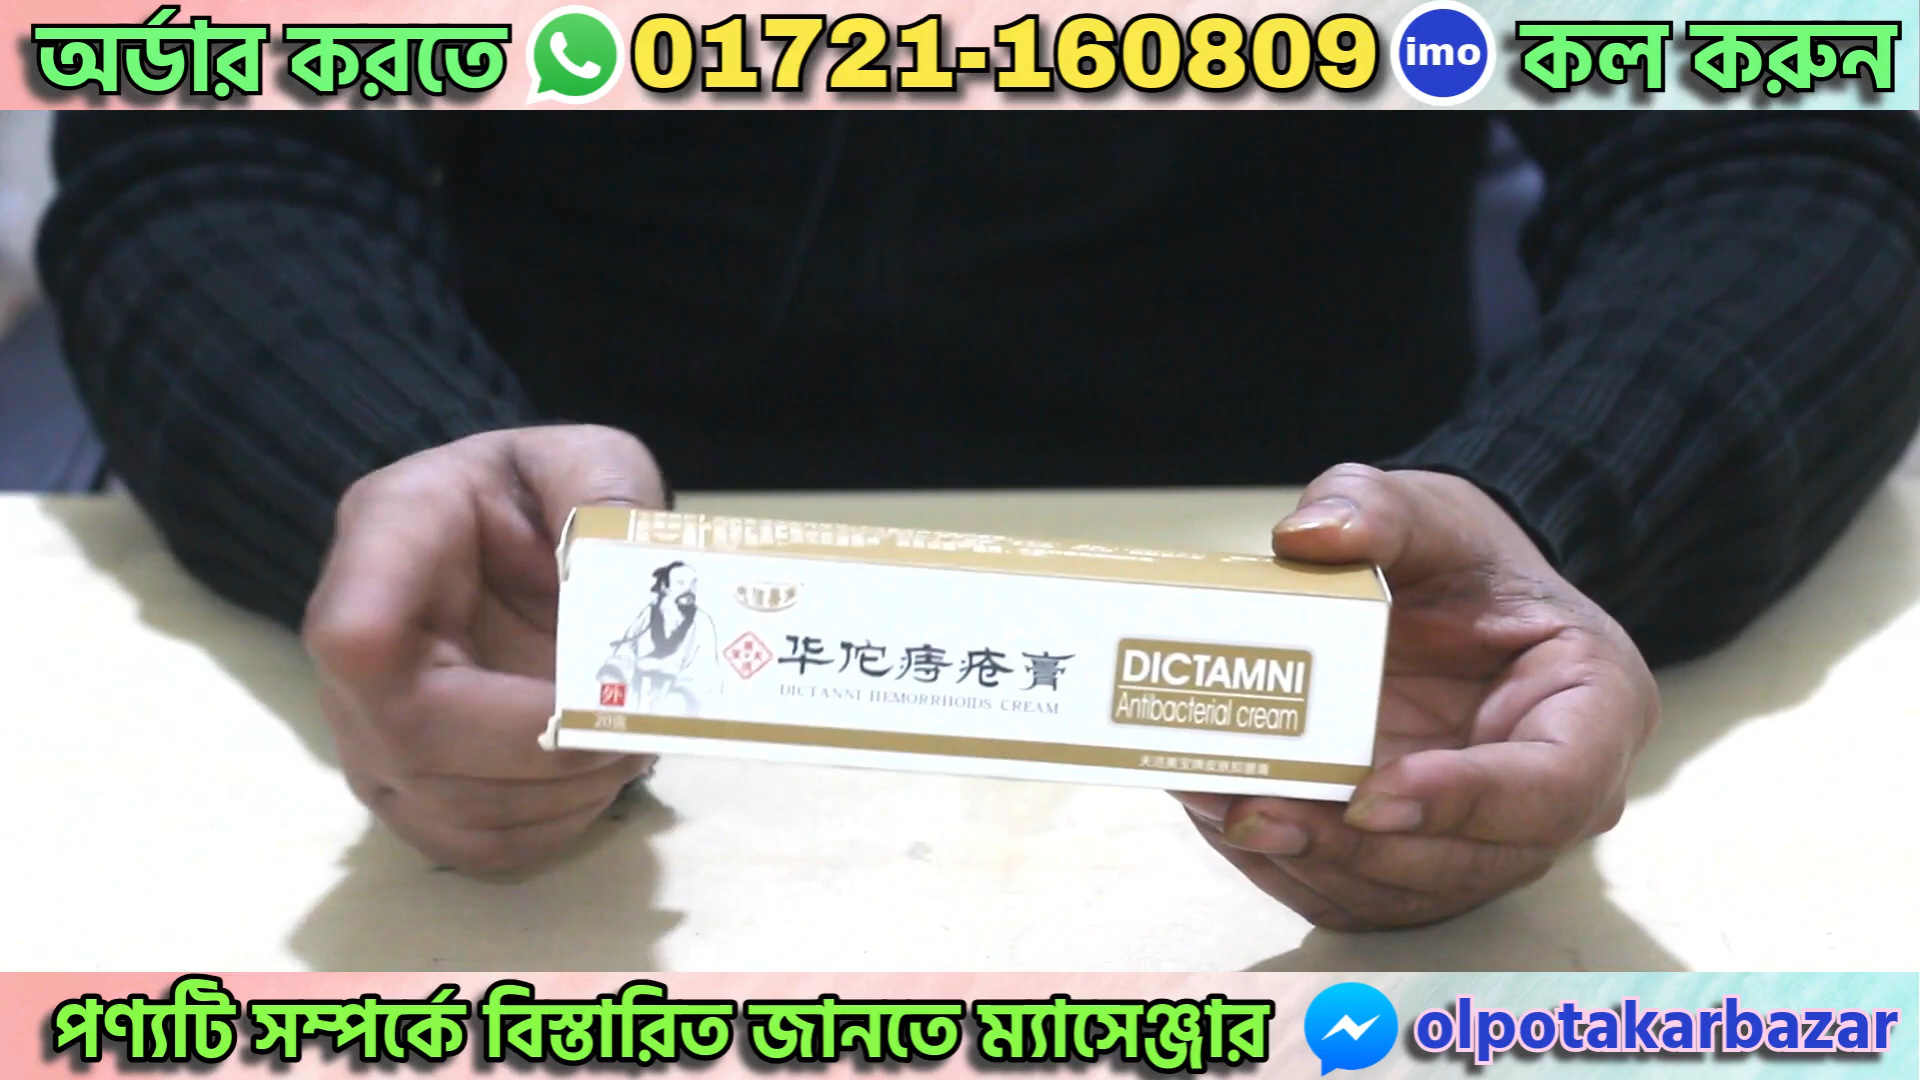 অর্ডার করতে 01721-160809 imo কল করুন
华佗痔疮膏
DICTANNI HEMORRHOIDS CREAM
DICTAMNI
Antibacterial cream
外
পণ্যটি সম্পর্কে বিস্তারিত জানতে ম্যাসেঞ্জার olpotakarbazar